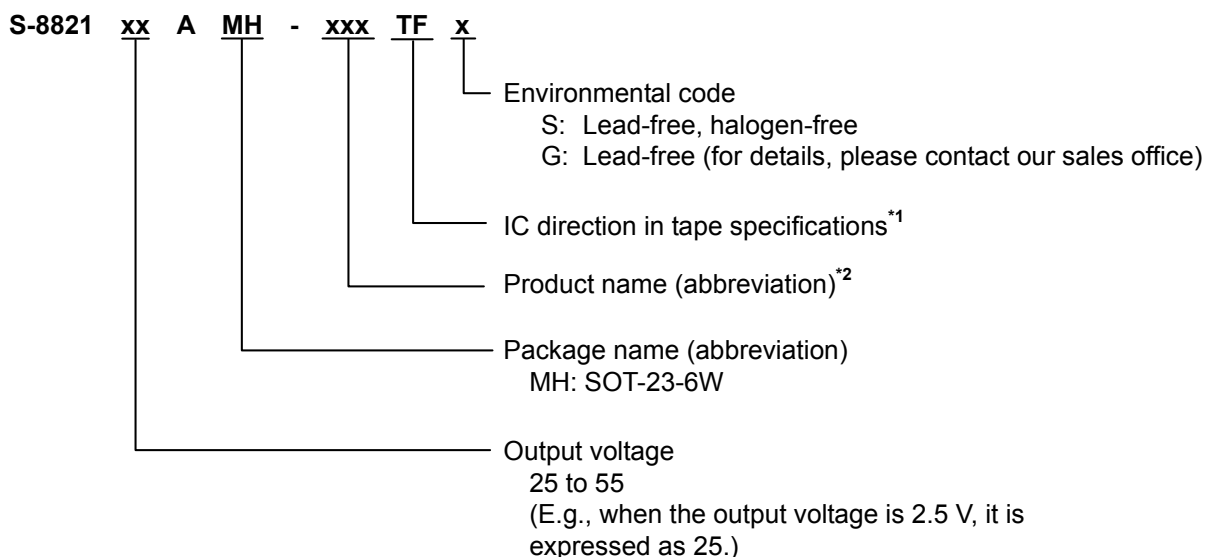 S-8821 xx A MH - xxx TF x
Environmental code
S: Lead-free, halogen-free
G: Lead-free (for details, please contact our sales office)
IC direction in tape specifications*1
Product name (abbreviation)*2
Package name (abbreviation)
MH: SOT-23-6W
Output voltage
25 to 55
(E.g., when the output voltage is 2.5 V, it is
expressed as 25.)